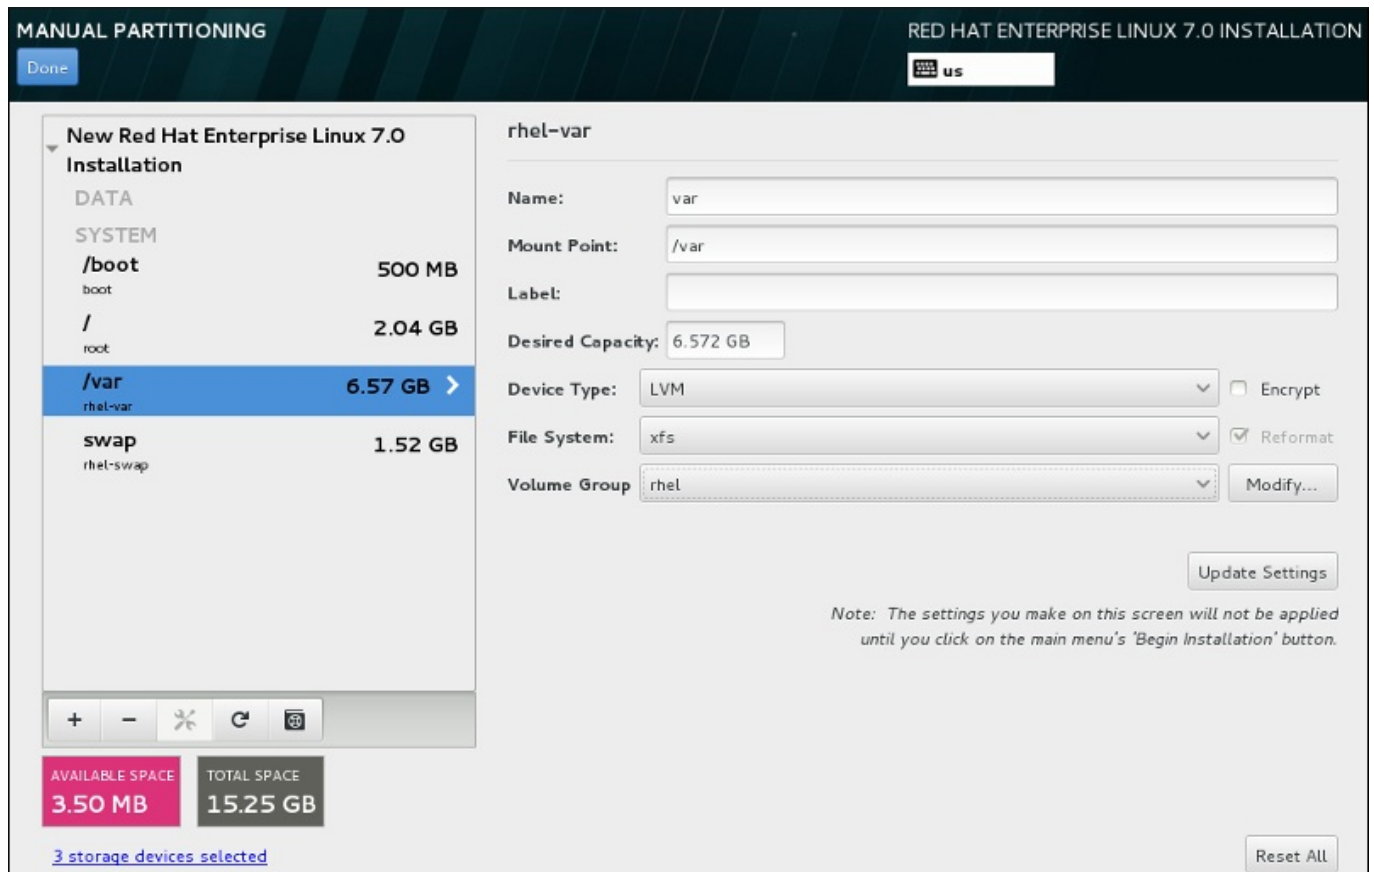 MANUAL PARTITIONING
RED HAT ENTERPRISE LINUX 7.0 INSTALLATION
Done
us
New Red Hat Enterprise Linux 7.0
Installation
DATA
SYSTEM
/boot
500 MB
boot
/
2.04 GB
root
/var
6.57 GB
rhel-var
swap
1.52 GB
rhel-swap
+ −
AVAILABLE SPACE
3.50 MB
TOTAL SPACE
15.25 GB
3 storage devices selected
rhel-var
Name: var
Mount Point: /var
Label:
Desired Capacity: 6.572 GB
Device Type: LVM Encrypt
File System: xfs Reformat
Volume Group rhel Modify...
Update Settings
Note: The settings you make on this screen will not be applied
until you click on the main menu's 'Begin Installation' button.
Reset All